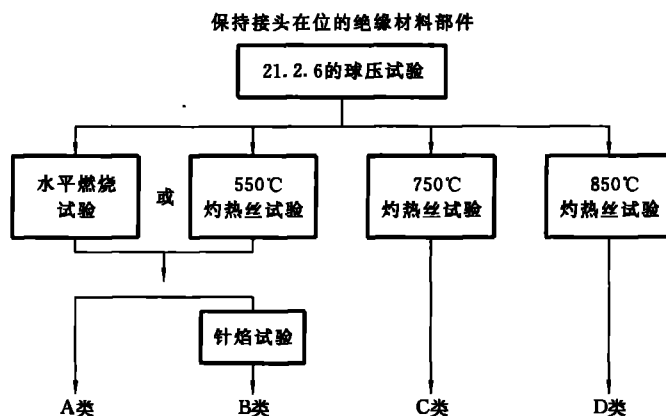 保持接头在位的绝缘材料部件
21.2.6的球压试验
水平燃烧
试验
或
550℃
灼热丝试验
750℃
灼热丝试验
850℃
灼热丝试验
针焰试验
A类
B类
C类
D类